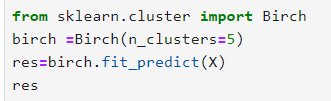 from sklearn.cluster import Birch
birch =Birch(n_clusters=5)
res=birch.fit_predict(X)
res